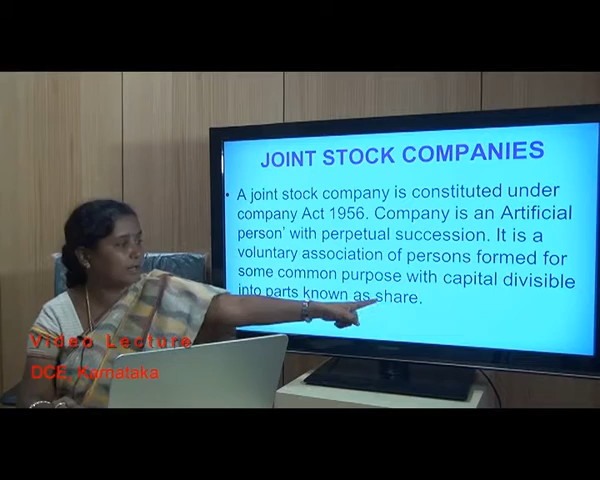 JOINT STOCK COMPANIES
• A joint stock company is constituted under
company Act 1956. Company is an Artificial
person’ with perpetual succession. It is a
voluntary association of persons formed for
some common purpose with capital divisible
into parts known as share.
Video Lecture
DCE, Karnataka